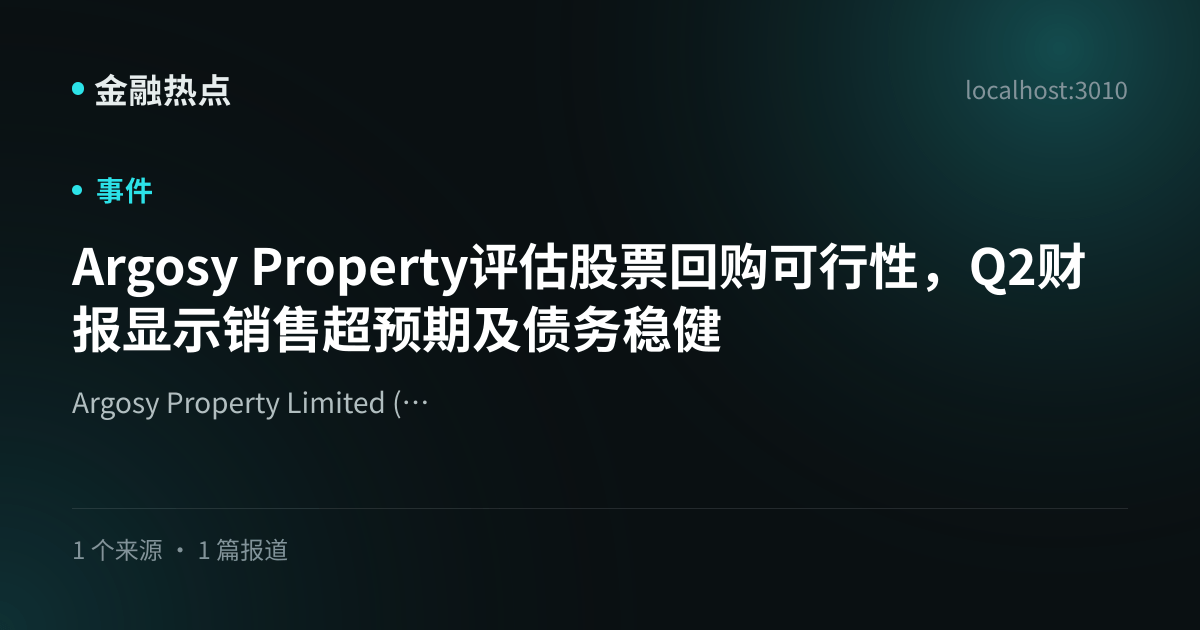 金融热点
localhost:3010
事件
Argosy Property评估股票回购可行性，Q2财
报显示销售超预期及债务稳健
Argosy Property Limited (…
1 个来源 · 1 篇报道